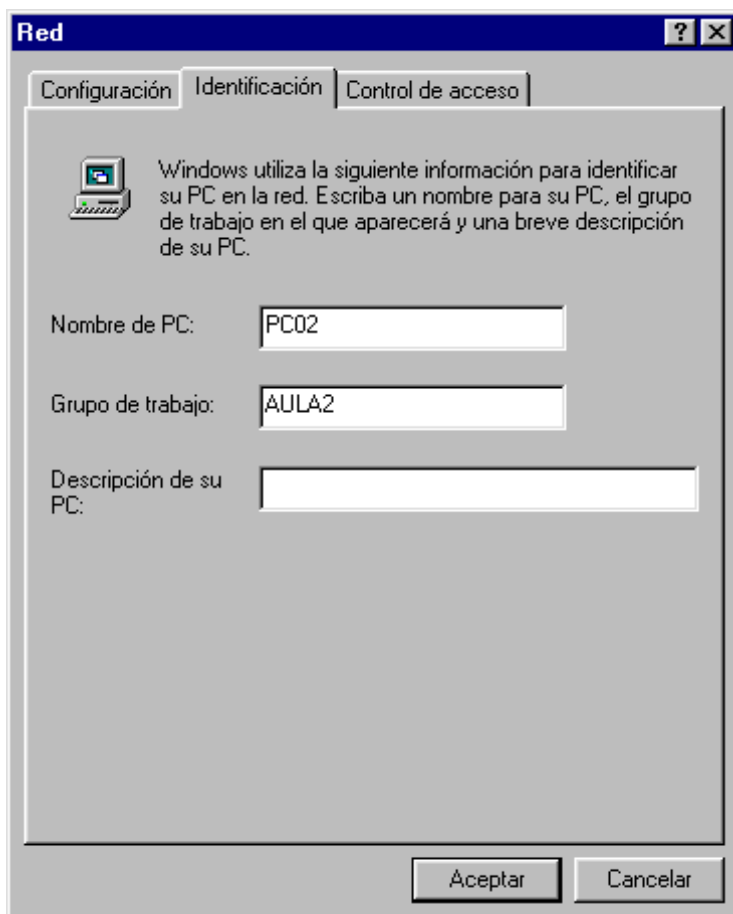 Red
Configuración Identificación Control de acceso
Windows utiliza la siguiente información para identificar
su PC en la red. Escriba un nombre para su PC, el grupo
de trabajo en el que aparecerá y una breve descripción
de su PC.
Nombre de PC: PC02
Grupo de trabajo: AULA2
Descripción de su
PC:
Aceptar Cancelar